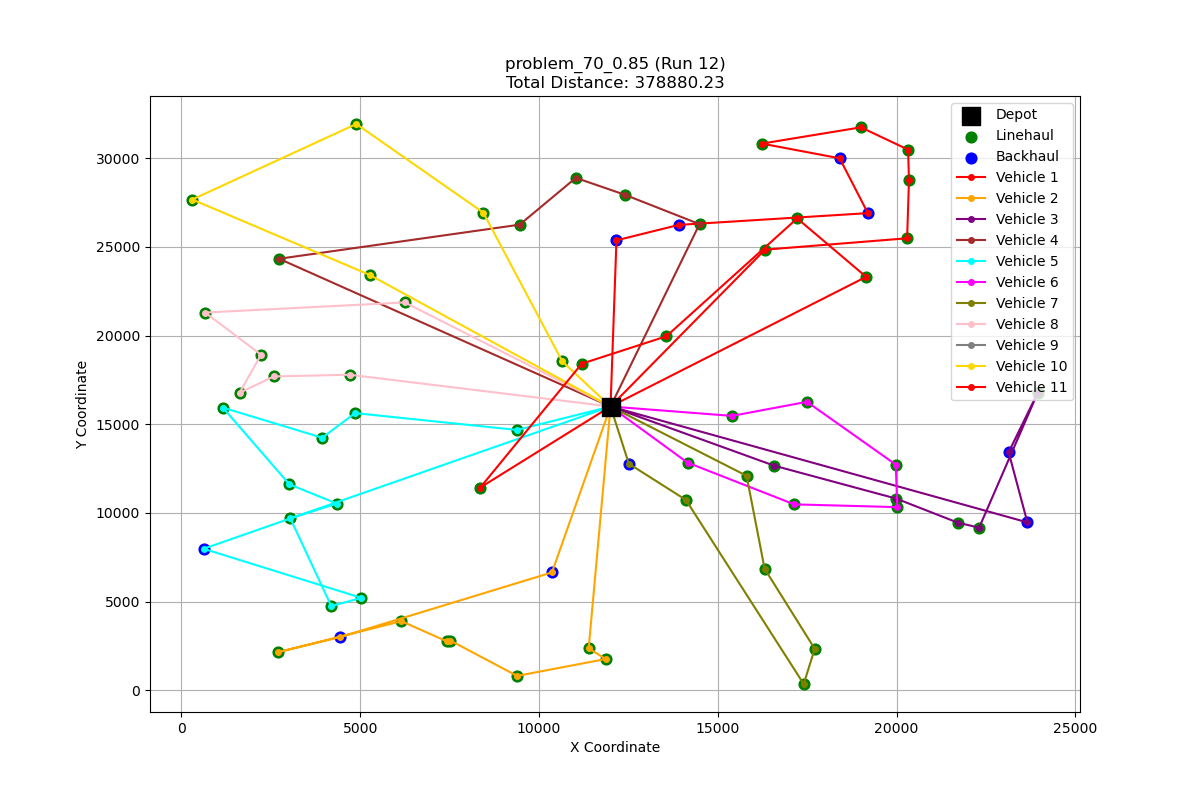 problem_70_0.85 (Run 12)
Total Distance: 378880.23
Depot
Linehaul
Backhaul
Vehicle 1
Vehicle 2
Vehicle 3
Vehicle 4
Vehicle 5
Vehicle 6
Vehicle 7
Vehicle 8
Vehicle 9
Vehicle 10
Vehicle 11
30000
25000
20000
15000
10000
5000
0
Y Coordinate
0 5000 10000 15000 20000 25000
X Coordinate